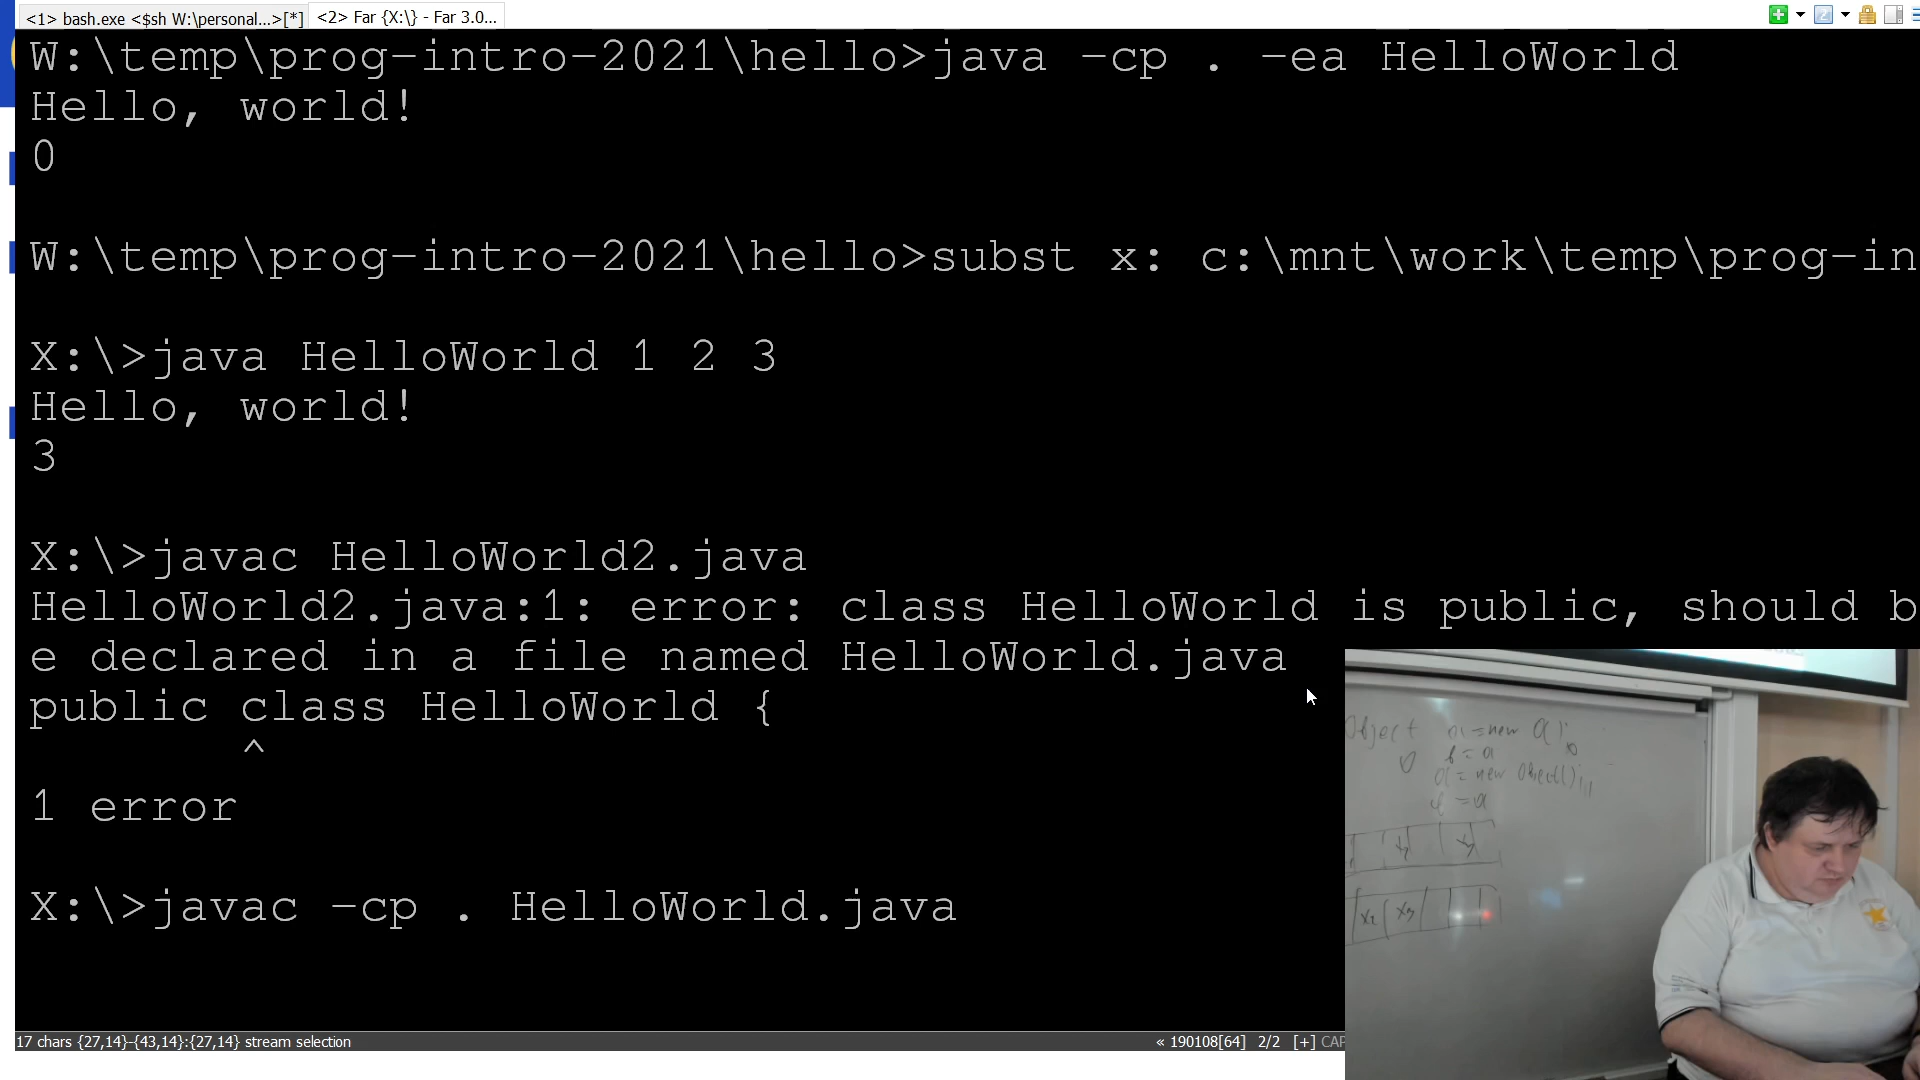 <1> bash.exe <$sh W:\personal...>[*]
<2> Far {X:\} - Far 3.0...
W:\temp\prog-intro-2021\hello>java -cp . -ea HelloWorld
Hello, world!
0
W:\temp\prog-intro-2021\hello>subst x: c:\mnt\work\temp\prog-in
X:\>java HelloWorld 1 2 3
Hello, world!
3
X:\>javac HelloWorld2.java
HelloWorld2.java:1: error: class HelloWorld is public, should b
e declared in a file named HelloWorld.java
public class HelloWorld {
^
1 error
X:\>javac -cp . HelloWorld.java
17 chars {27,14}-{43,14}:{27,14} stream selection
« 190108[64] 2/2 [+] CAP
Object a = new
b = a
a = new Object();
= a